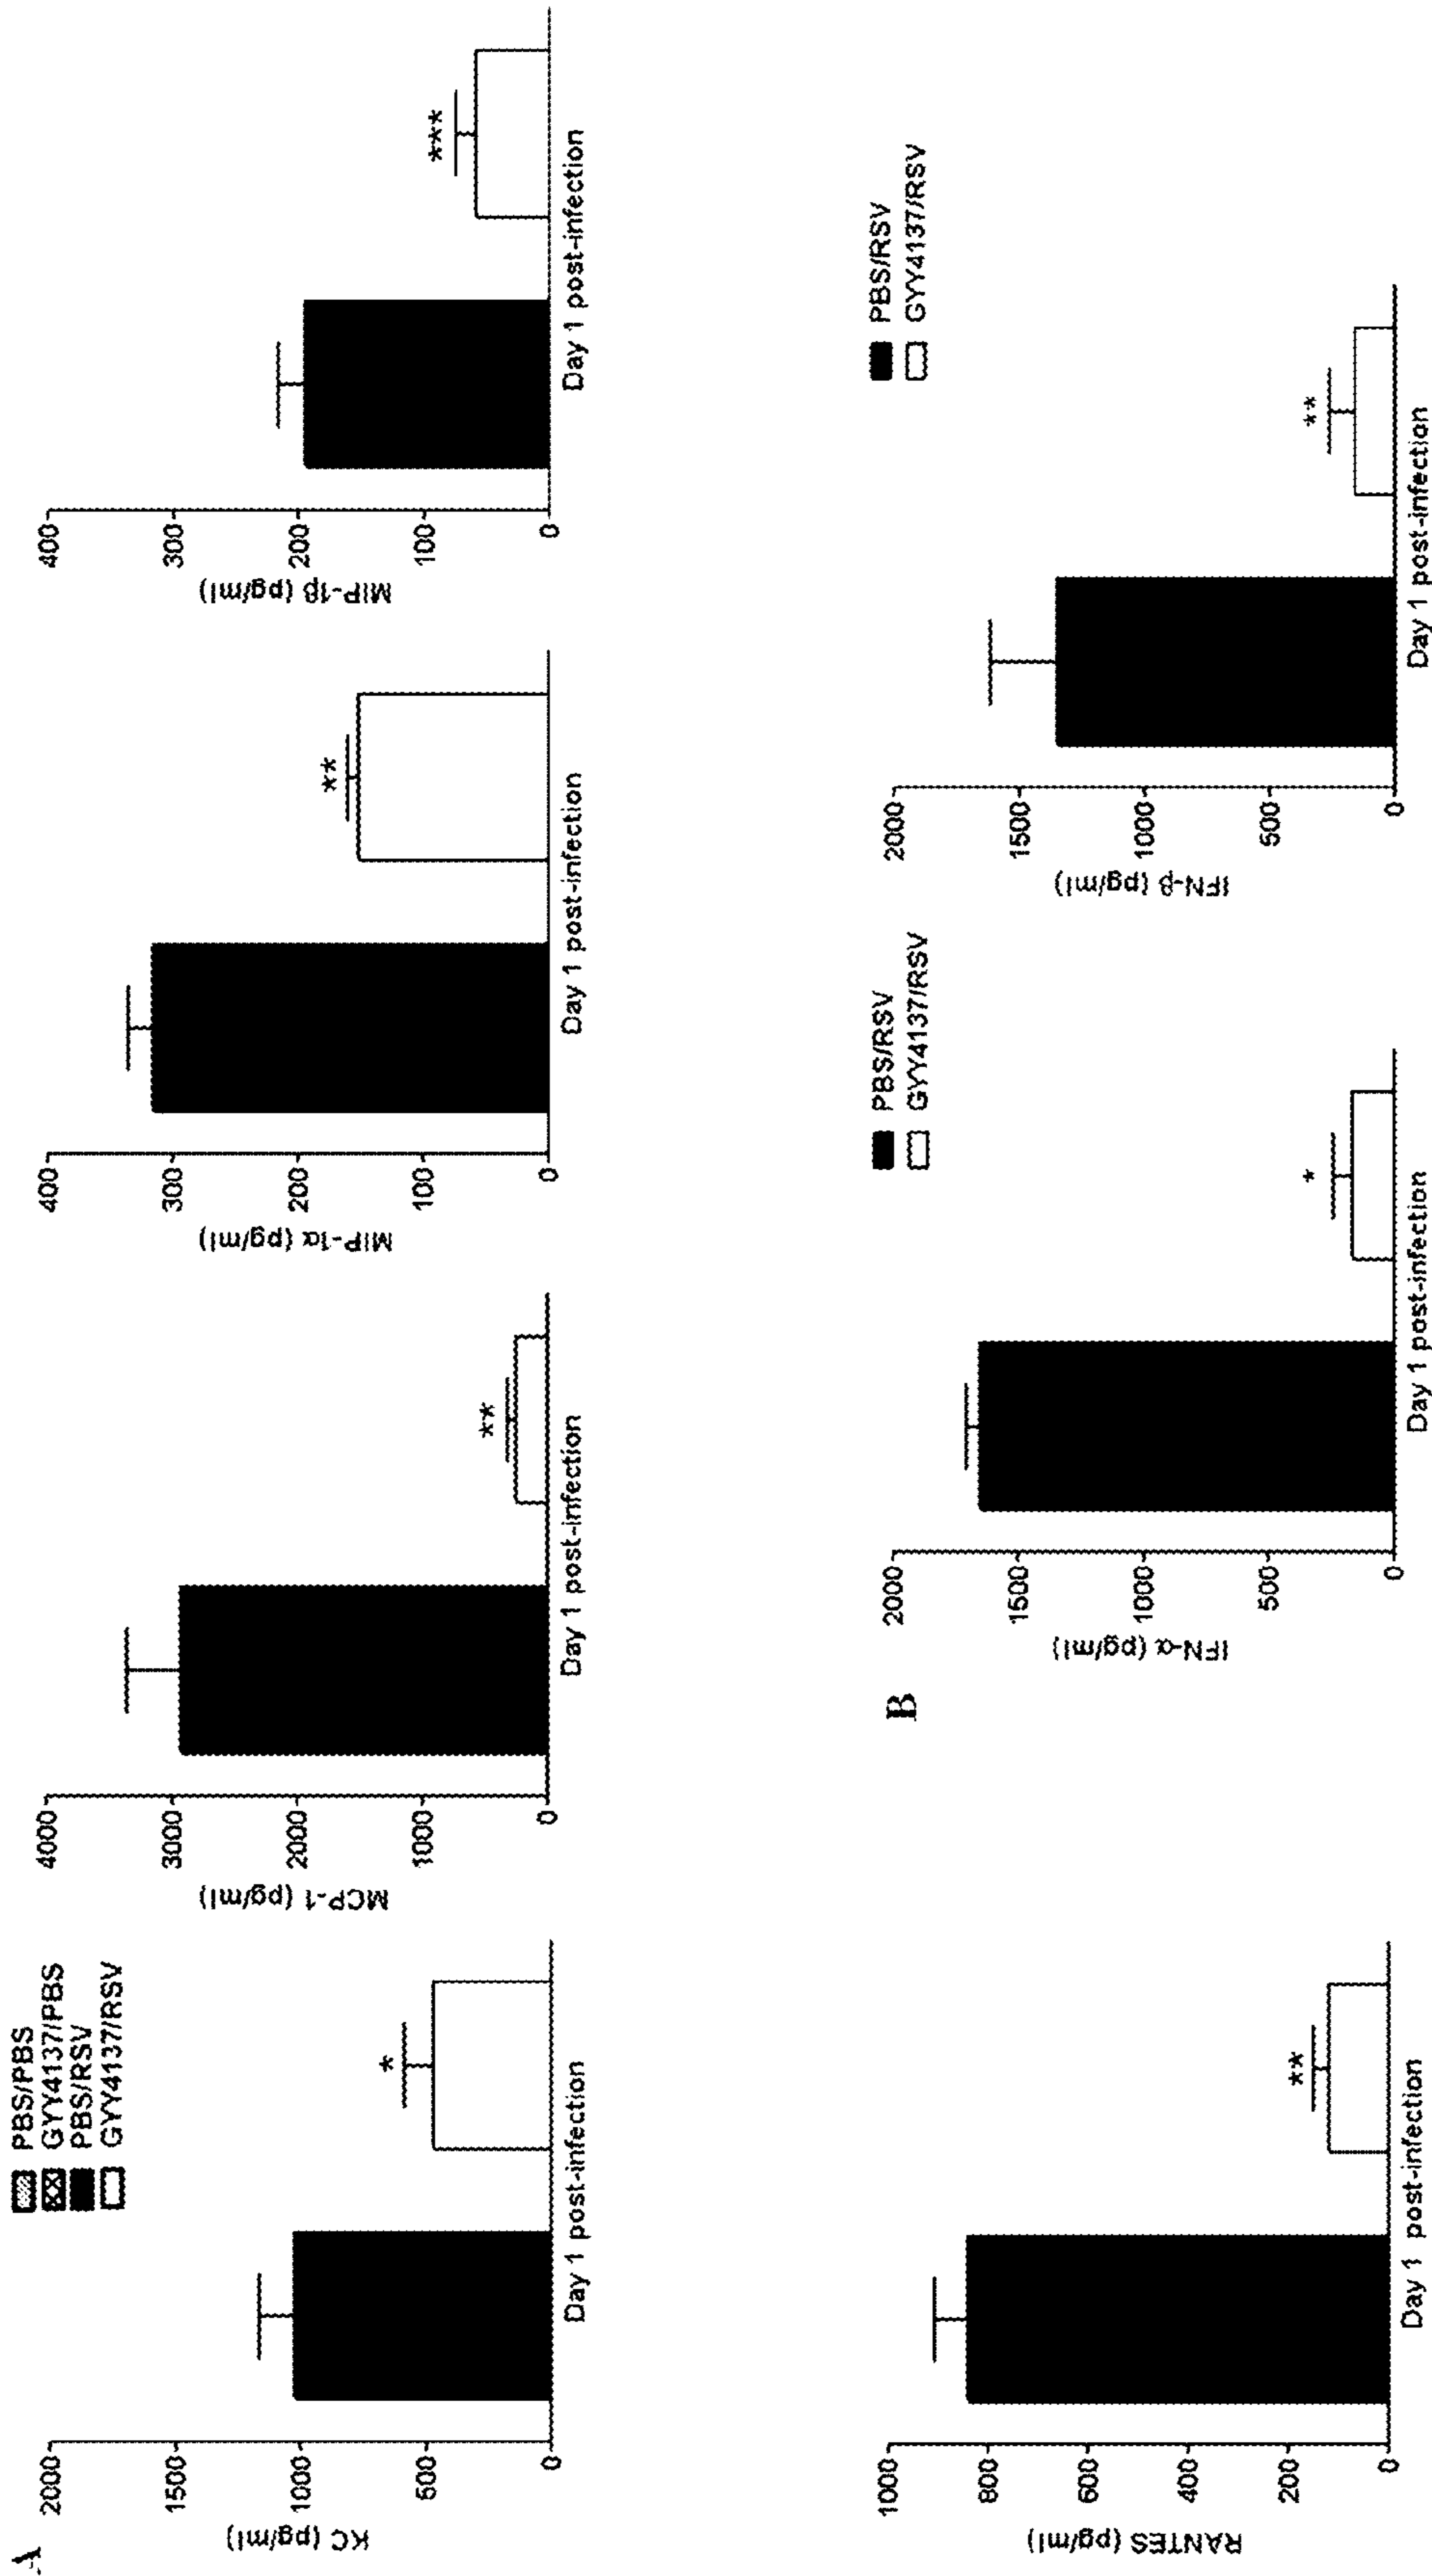 A
PBS/PBS
GYY4137/PBS
PBS/RSV
GYY4137/RSV
KC (pg/ml)
2000
1500
1000
500
0
*
Day 1 post-infection
MCP-1 (pg/ml)
4000
3000
2000
1000
0
**
Day 1 post-infection
MIP-1α (pg/ml)
400
300
200
100
0
**
Day 1 post-infection
MIP-1β (pg/ml)
400
300
200
100
0
***
Day 1 post-infection
RANTES (pg/ml)
1000
800
600
400
200
0
**
Day 1 post-infection
B
PBS/RSV
GYY4137/RSV
IFN-α (pg/ml)
2000
1500
1000
500
0
*
Day 1 post-infection
PBS/RSV
GYY4137/RSV
IFN-β (pg/ml)
2000
1500
1000
500
0
**
Day 1 post-infection